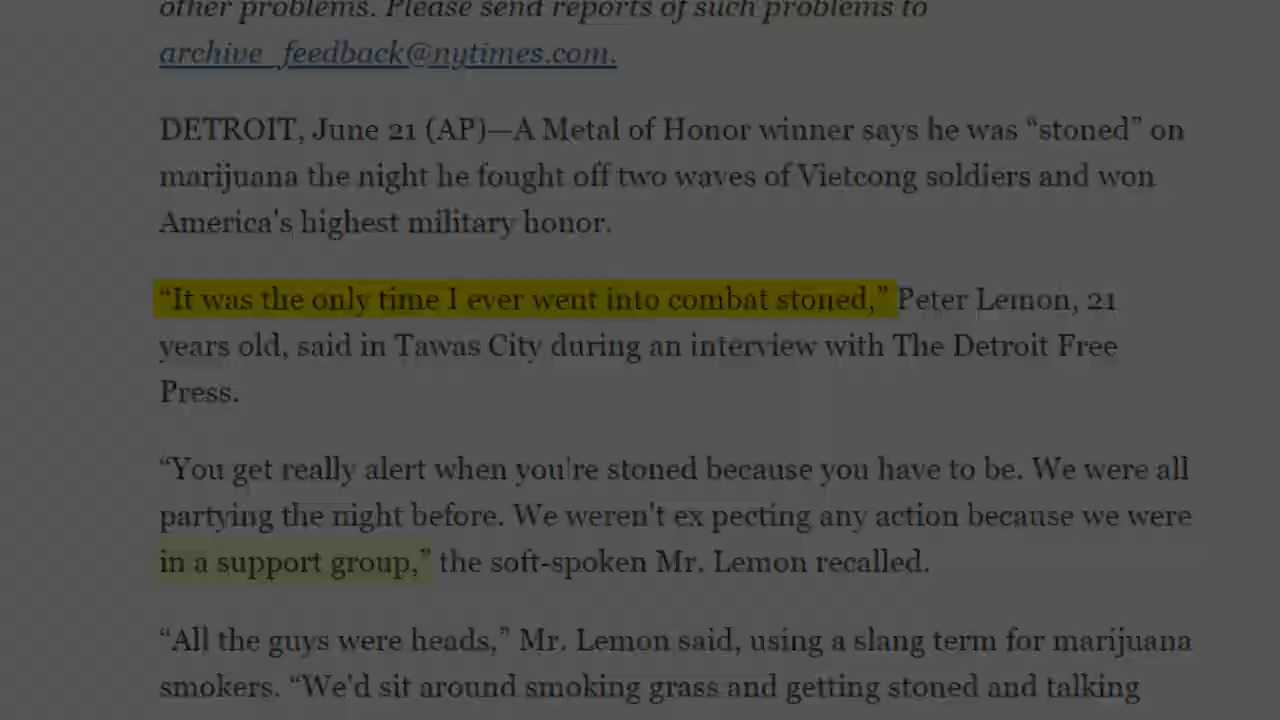 other problems. Please send reports of such problems to
archive_feedback@nytimes.com.
DETROIT, June 21 (AP)—A Metal of Honor winner says he was “stoned” on
marijuana the night he fought off two waves of Vietcong soldiers and won
America's highest military honor.
“It was the only time I ever went into combat stoned,” Peter Lemon, 21
years old, said in Tawas City during an interview with The Detroit Free
Press.
“You get really alert when you're stoned because you have to be. We were all
partying the night before. We weren't ex pecting any action because we were
in a support group,” the soft‐spoken Mr. Lemon recalled.
“All the guys were heads,” Mr. Lemon said, using a slang term for marijuana
smokers. “We'd sit around smoking grass and getting stoned and talking